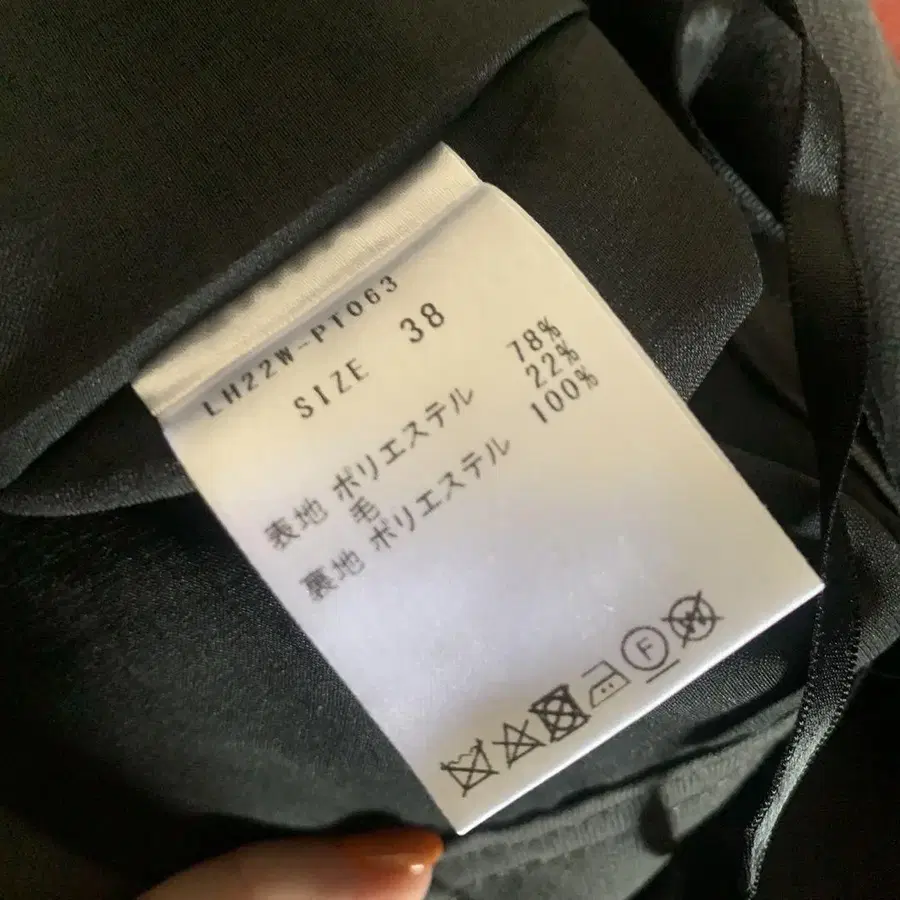 LH22W-PT063
SIZE 38
表地 ポリエステル 78%
毛 22%
裏地 ポリエステル 100%
F
W